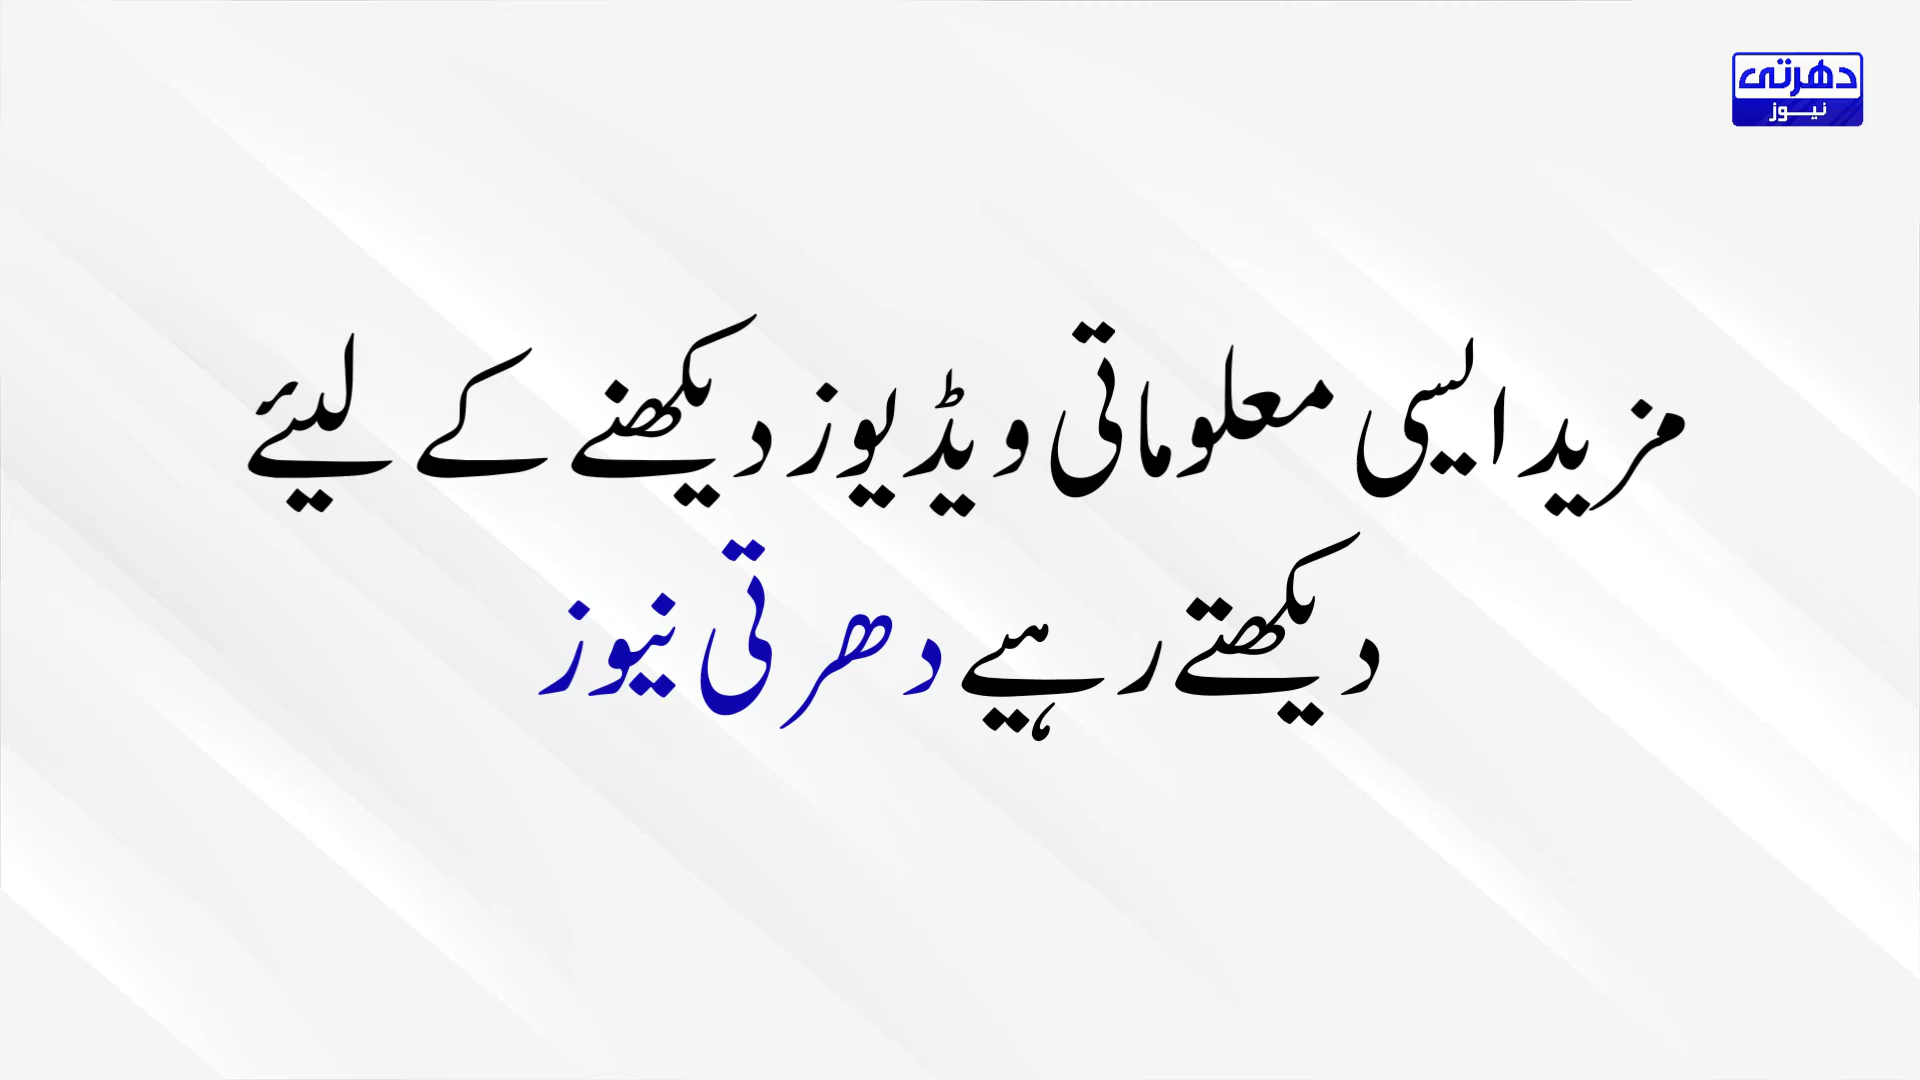 دھرتی
نیوز
مزید ایسی معلوماتی ویڈیوز دیکھنے کے لیئے
دیکھتے رہیے دھرتی نیوز